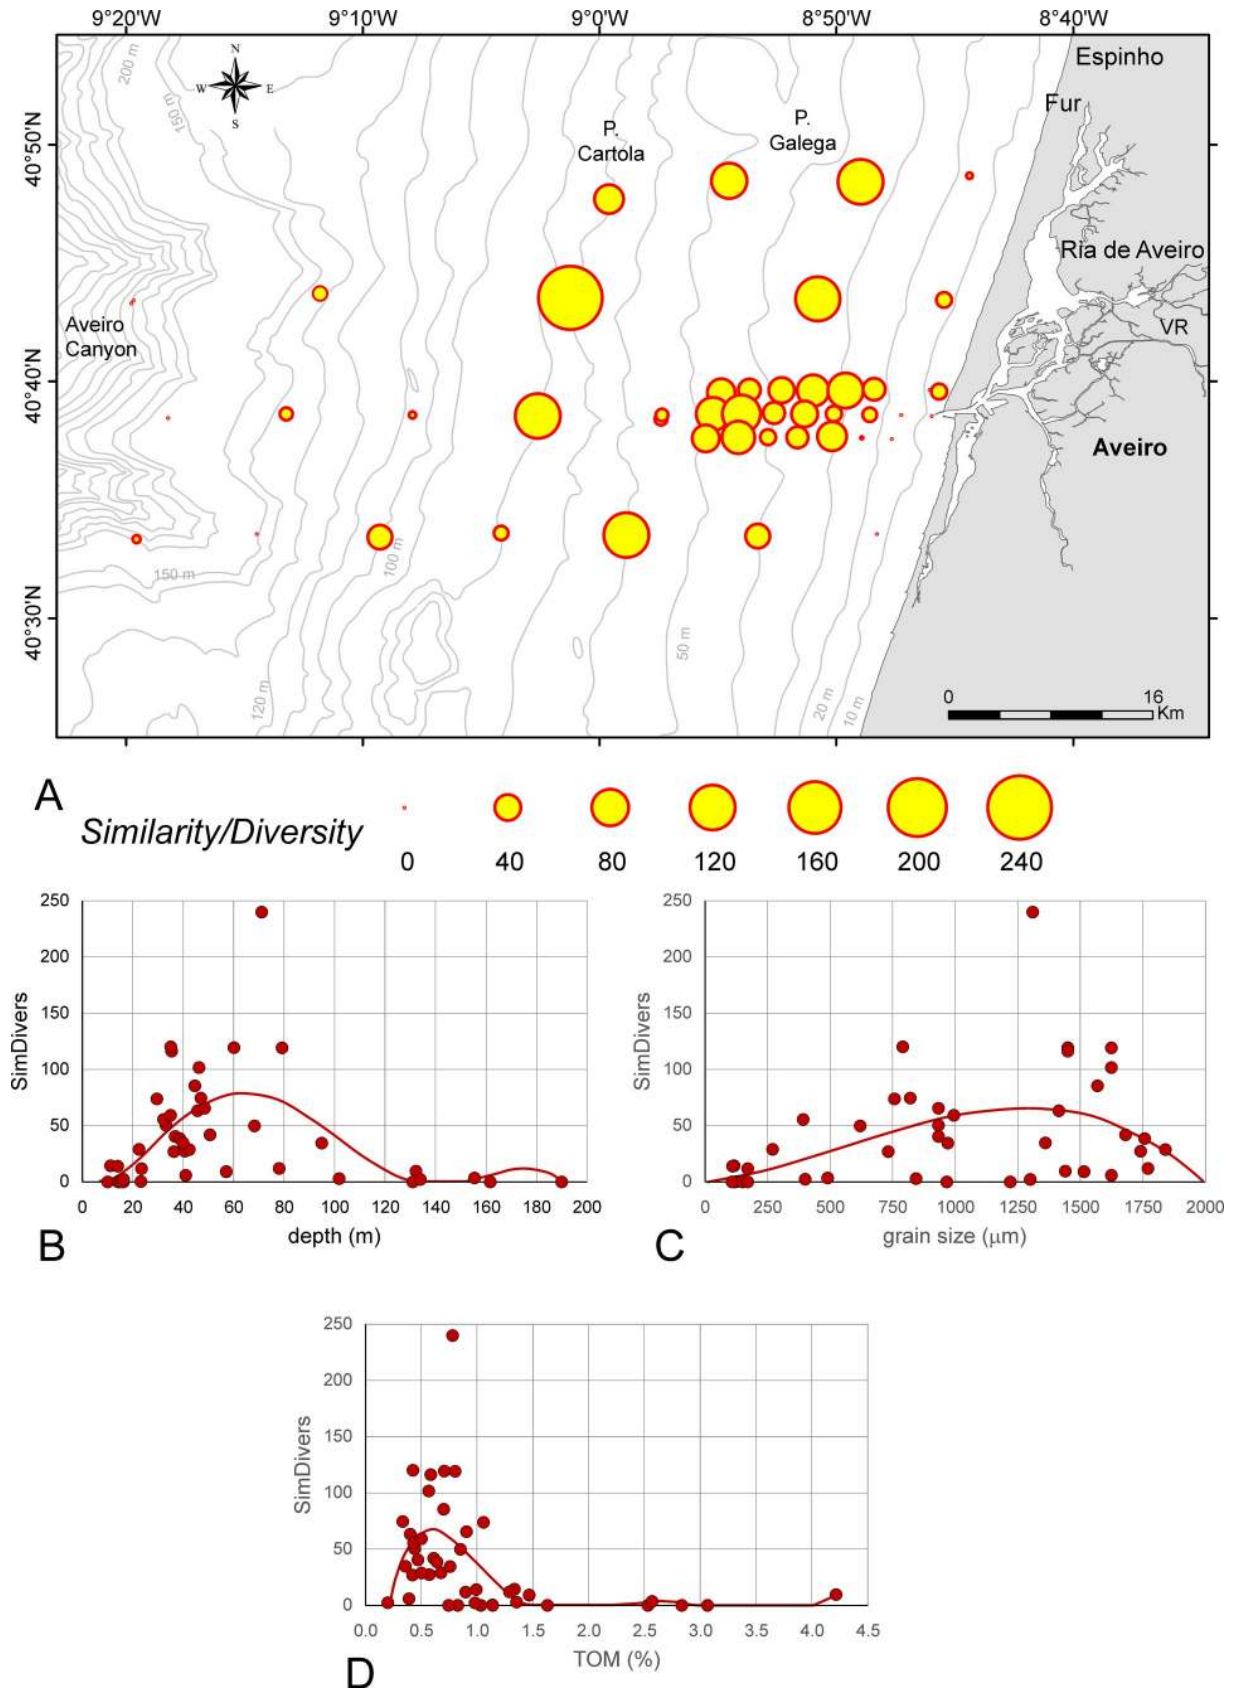 9°20'W 9°10'W 9°0'W 8°50'W 8°40'W
N
W E
S
200 m
150 m
Espinho
Fur
P.
Cartola
P.
Galega
40°50'N
Ria de Aveiro
VR
Aveiro
Canyon
40°40'N
Aveiro
150 m
100 m
50 m
120 m
20 m
10 m
40°30'N
0 16
Km
A
Similarity/Diversity
0 40 80 120 160 200 240
250
200
150
100
50
0
SimDivers
0 20 40 60 80 100 120 140 160 180 200
depth (m)
B
250
200
150
100
50
0
SimDivers
0 250 500 750 1000 1250 1500 1750 2000
grain size (μm)
C
250
200
150
100
50
0
SimDivers
0.0 0.5 1.0 1.5 2.0 2.5 3.0 3.5 4.0 4.5
TOM (%)
D